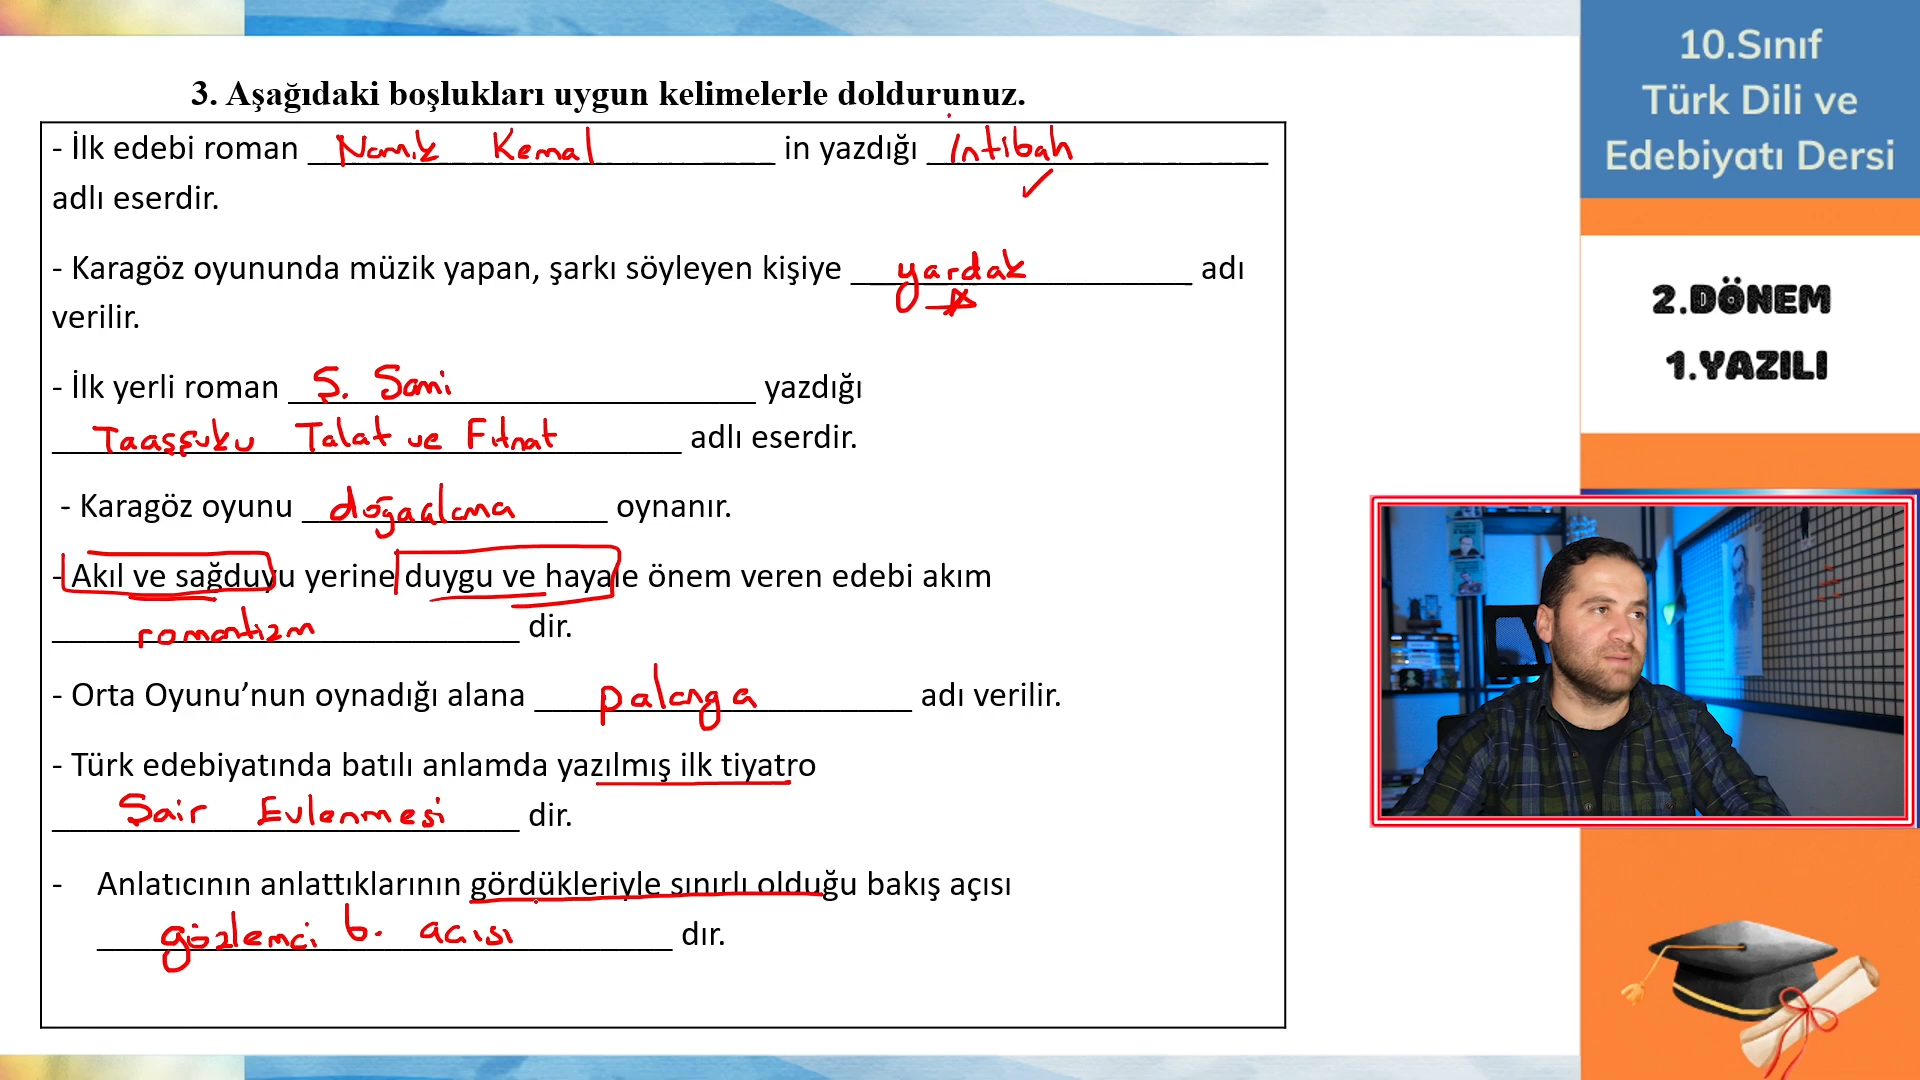 3. Aşağıdaki boşlukları uygun kelimelerle doldurunuz.
- İlk edebi roman Namık Kemal in yazdığı İntibah
adlı eserdir.
- Karagöz oyununda müzik yapan, şarkı söyleyen kişiye yardak adı
verilir.
- İlk yerli roman Ş. Sami yazdığı
Taaşşuku Talat ve Fıtnat adlı eserdir.
- Karagöz oyunu doğaçlama oynanır.
- Akıl ve sağduyu yerine duygu ve hayale önem veren edebi akım
romantizm dir.
- Orta Oyunu’nun oynadığı alana palanga adı verilir.
- Türk edebiyatında batılı anlamda yazılmış ilk tiyatro
Şair Evlenmesi dir.
- Anlatıcının anlattıklarının gördükleriyle sınırlı olduğu bakış açısı
gözlemci b. açısı dır.
10.Sınıf
Türk Dili ve
Edebiyatı Dersi
2.DÖNEM
1.YAZILI